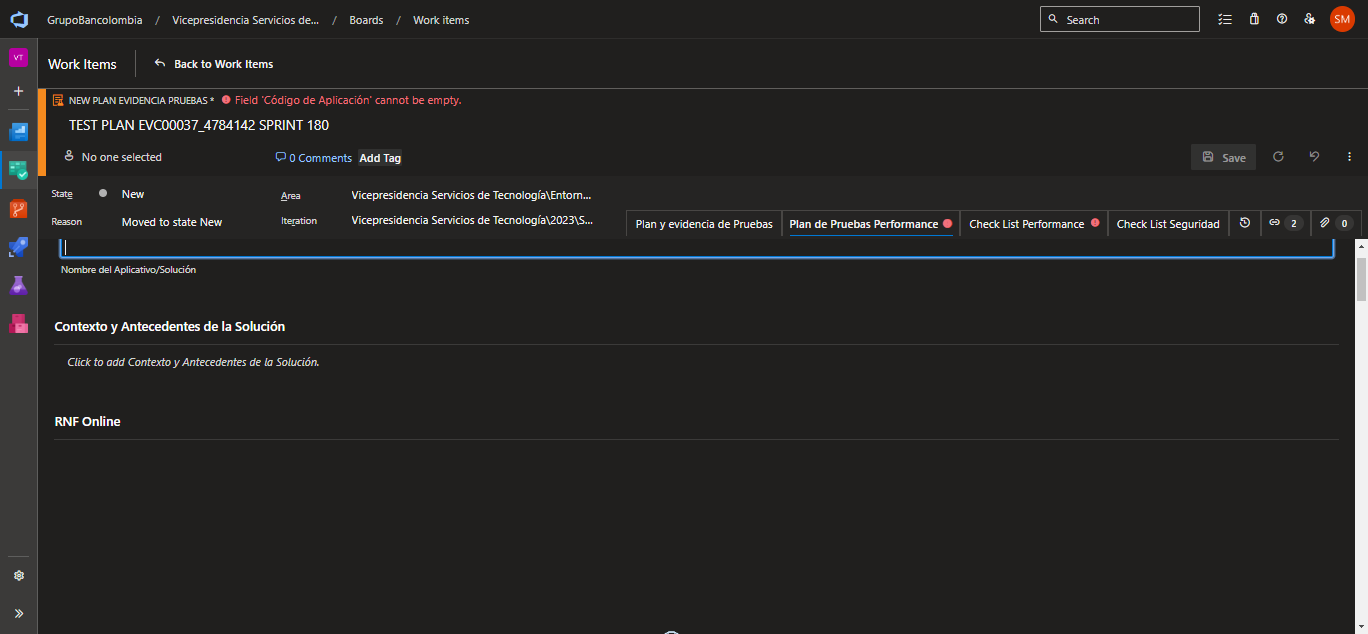 GrupoBancolombia / Vicepresidencia Servicios de... / Boards / Work items
Search
SM
VT
Work Items
Back to Work Items
NEW PLAN EVIDENCIA PRUEBAS * Field 'Código de Aplicación' cannot be empty.
TEST PLAN EVC00037_4784142 SPRINT 180
No one selected
0 Comments
Add Tag
Save
State
New
Area
Vicepresidencia Servicios de Tecnología\Entorn...
Reason
Moved to state New
Iteration
Vicepresidencia Servicios de Tecnología\2023\S...
Plan y evidencia de Pruebas
Plan de Pruebas Performance
Check List Performance
Check List Seguridad
2
0
Nombre del Aplicativo/Solución
Contexto y Antecedentes de la Solución
Click to add Contexto y Antecedentes de la Solución.
RNF Online